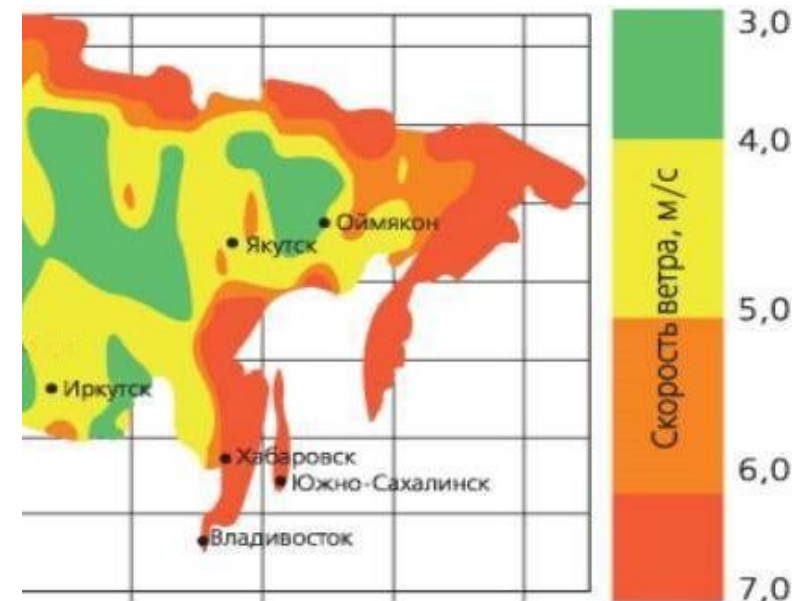 3,0
4,0
Оймякон
Якутск
Скорость ветра, м/с
5,0
Иркутск
Хабаровск
6,0
Южно-Сахалинск
Владивосток
7,0